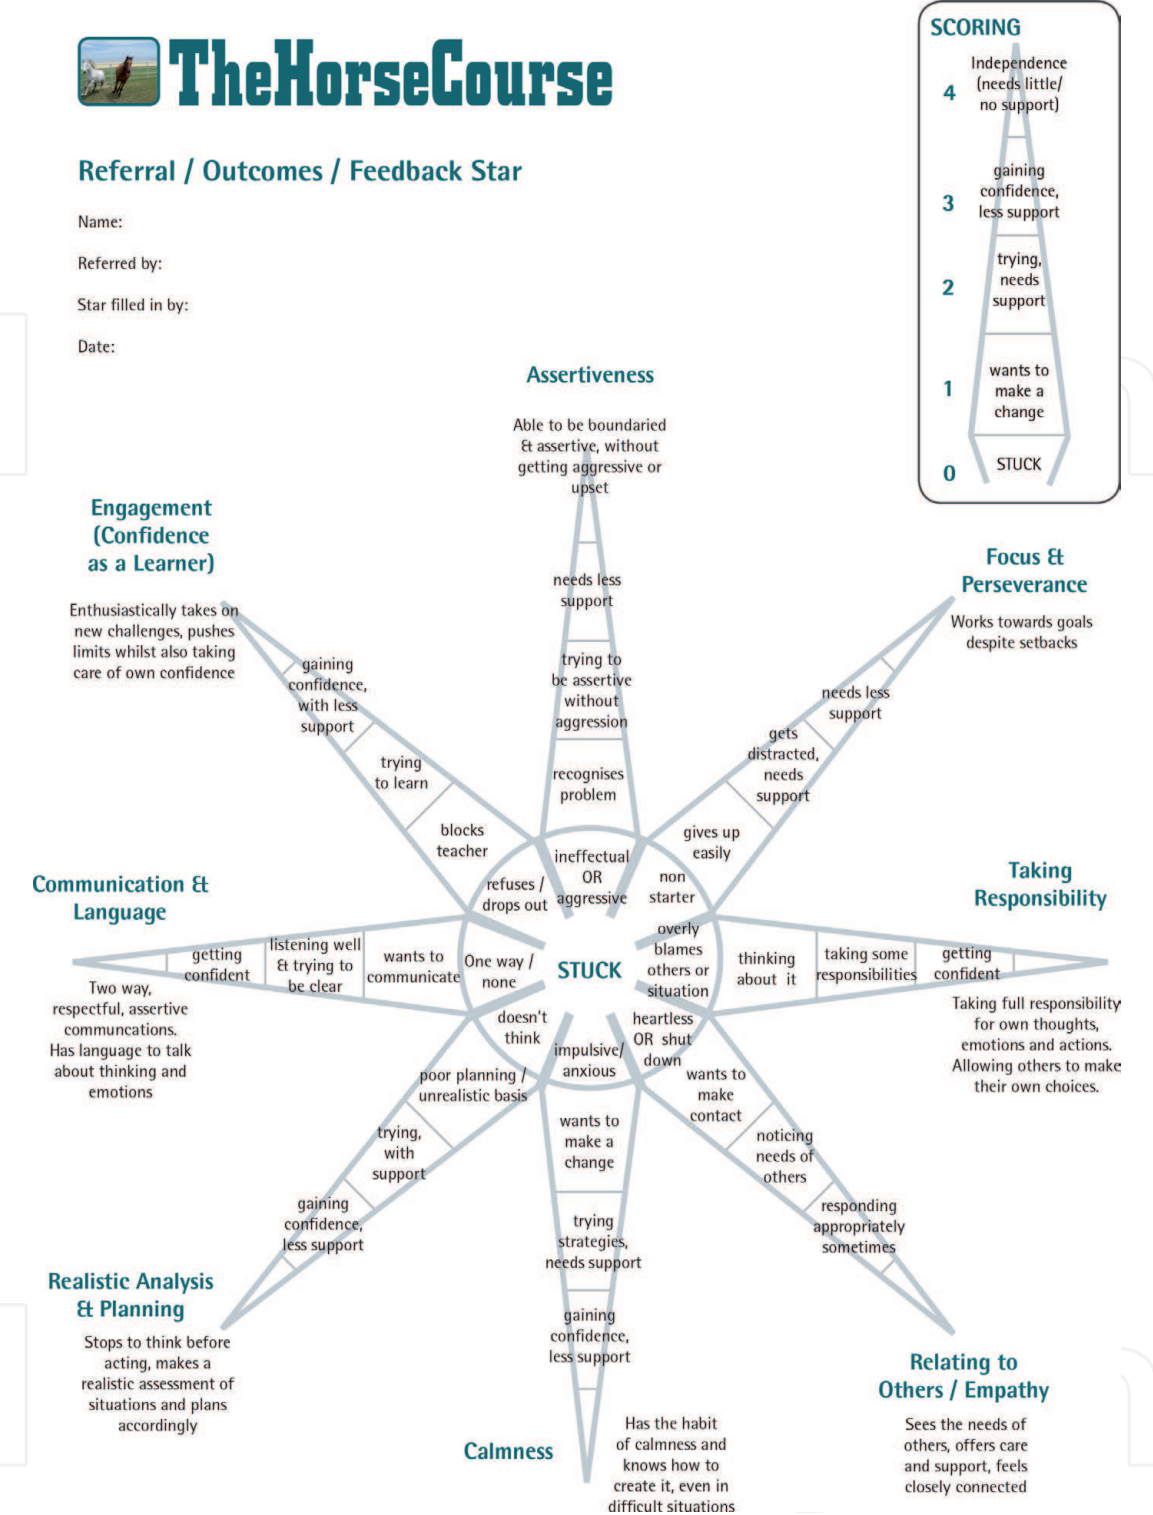 TheHorseCourse
Referral / Outcomes / Feedback Star
Name:
Referred by:
Star filled in by:
Date:
SCORING
4
Independence
(needs little/
no support)
3
gaining
confidence,
less support
2
trying,
needs
support
1
wants to
make a
change
0
STUCK
Assertiveness
Able to be boundaried
& assertive, without
getting aggressive or
upset
needs less
support
trying to
be assertive
without
aggression
recognises
problem
ineffectual
OR
aggressive
Focus &
Perseverance
Works towards goals
despite setbacks
needs less
support
gets
distracted,
needs
support
gives up
easily
non
starter
Taking
Responsibility
overly
blames
others or
situation
thinking
about it
taking some
responsibilities
getting
confident
Taking full responsibility
for own thoughts,
emotions and actions.
Allowing others to make
their own choices.
heartless
OR shut
down
wants to
make
contact
noticing
needs of
others
responding
appropriately
sometimes
Relating to
Others / Empathy
Sees the needs of
others, offers care
and support, feels
closely connected
impulsive/
anxious
wants to
make a
change
trying
strategies,
needs support
gaining
confidence,
less support
Calmness
Has the habit
of calmness and
knows how to
create it, even in
difficult situations
doesn't
think
poor planning /
unrealistic basis
trying,
with
support
gaining
confidence,
less support
Realistic Analysis
& Planning
Stops to think before
acting, makes a
realistic assessment of
situations and plans
accordingly
Communication &
Language
One way /
none
wants to
communicate
listening well
& trying to
be clear
getting
confident
Two way,
respectful, assertive
communcations.
Has language to talk
about thinking and
emotions
Engagement
(Confidence
as a Learner)
Enthusiastically takes on
new challenges, pushes
limits whilst also taking
care of own confidence
gaining
confidence,
with less
support
trying
to learn
blocks
teacher
refuses /
drops out
STUCK